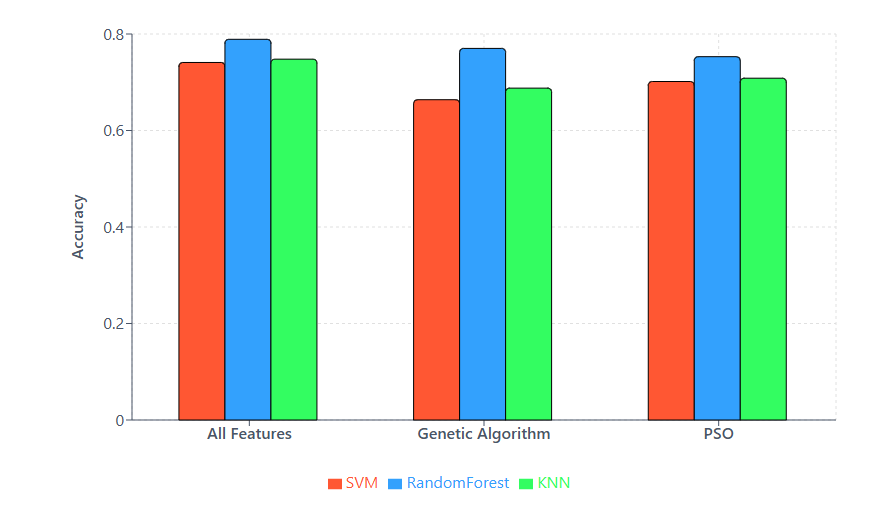 0.8
0.6
0.4
0.2
0
Accuracy
All Features
Genetic Algorithm
PSO
SVM
RandomForest
KNN